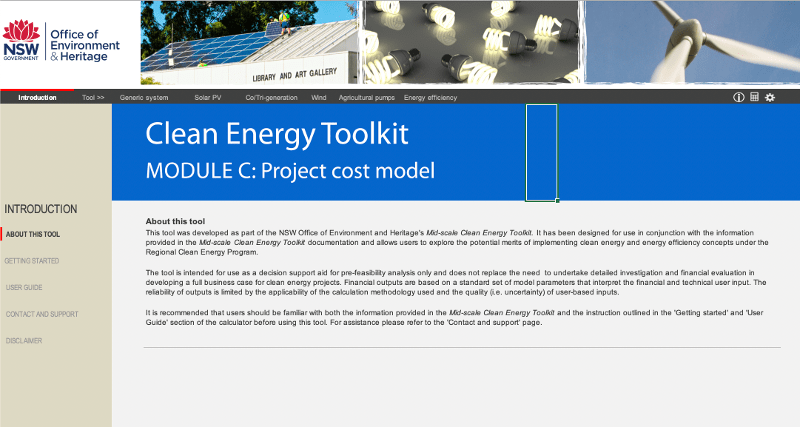 NSW
GOVERNMENT
Office of
Environment
& Heritage
LIBRARY AND ART GALLERY
Introduction Tool >> Generic system Solar PV Co/Tri-generation Wind Agricultural pumps Energy efficiency
Clean Energy Toolkit
MODULE C: Project cost model
INTRODUCTION
ABOUT THIS TOOL
GETTING STARTED
USER GUIDE
CONTACT AND SUPPORT
DISCLAIMER
About this tool
This tool was developed as part of the NSW Office of Environment and Heritage's Mid-scale Clean Energy Toolkit. It has been designed for use in conjunction with the information
provided in the Mid-scale Clean Energy Toolkit documentation and allows users to explore the potential merits of implementing clean energy and energy efficiency concepts under the
Regional Clean Energy Program.
The tool is intended for use as a decision support aid for pre-feasibility analysis only and does not replace the need to undertake detailed investigation and financial evaluation in
developing a full business case for clean energy projects. Financial outputs are based on a standard set of model parameters that interpret the financial and technical user input. The
reliability of outputs is limited by the applicability of the calculation methodology used and the quality (i.e. uncertainty) of user-based inputs.
It is recommended that users should be familiar with both the information provided in the Mid-scale Clean Energy Toolkit and the instruction outlined in the 'Getting started' and 'User
Guide' section of the calculator before using this tool. For assistance please refer to the 'Contact and support' page.